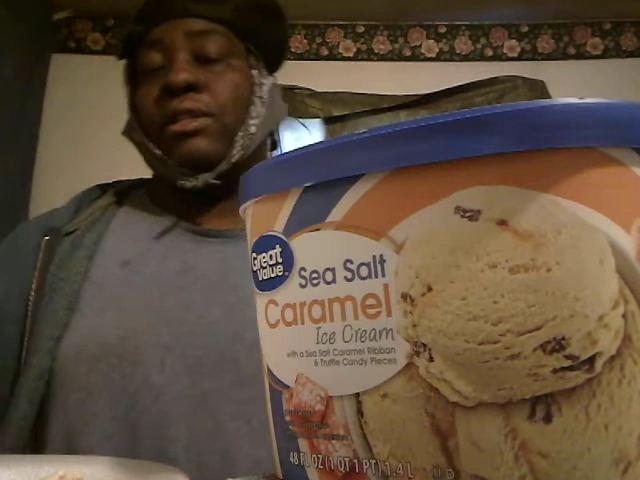 Great
Value
Sea Salt
Caramel
Ice Cream
with a Sea Salt Caramel Ribbon
& Truffle Candy Pieces
48 FL OZ (1 QT 1 PT) 1.4 L